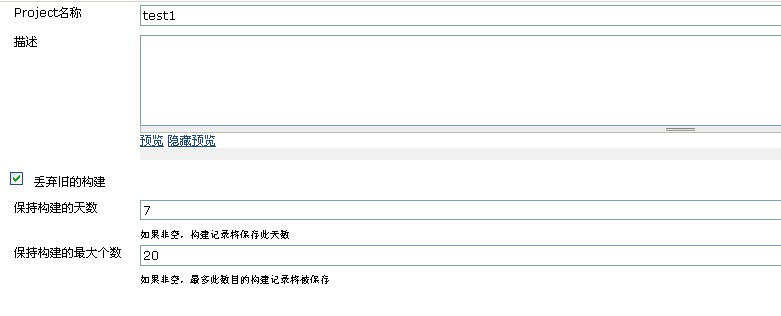 Project名称
test1
描述
预览 隐藏预览
丢弃旧的构建
保持构建的天数
7
如果非空，构建记录将保存此天数
保持构建的最大个数
20
如果非空，最多此数目的构建记录将被保存